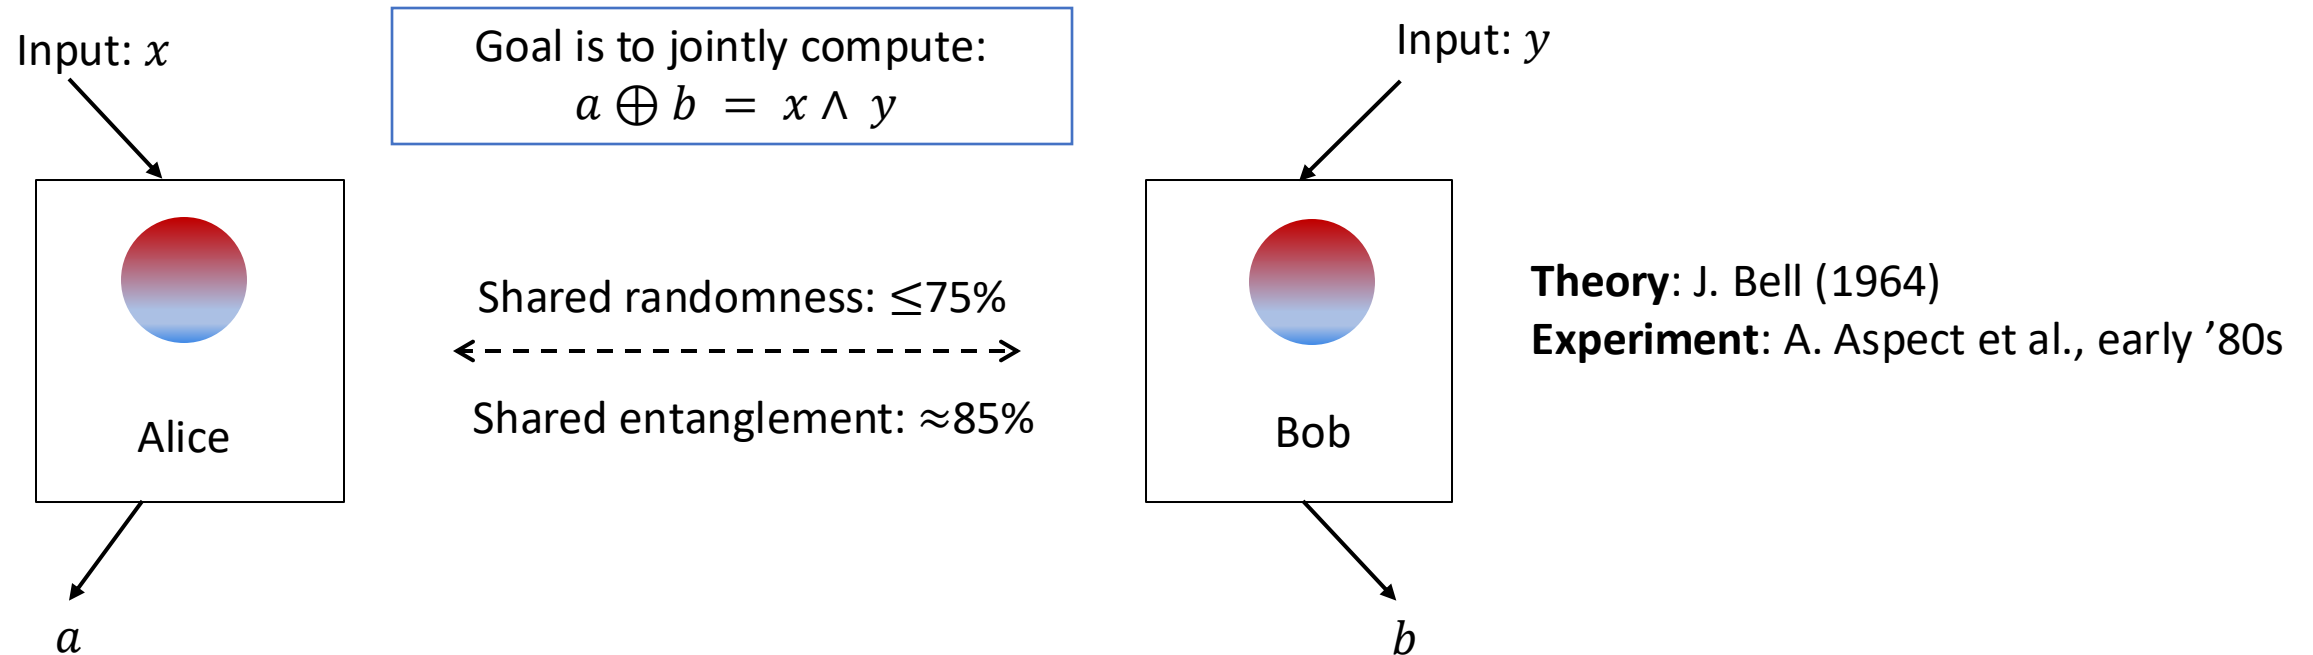 Input: x
Goal is to jointly compute:
a ⊕ b = x ∧ y
Input: y
Alice
Shared randomness: ≤75%
Shared entanglement: ≈85%
Bob
Theory: J. Bell (1964)
Experiment: A. Aspect et al., early ’80s
a
b